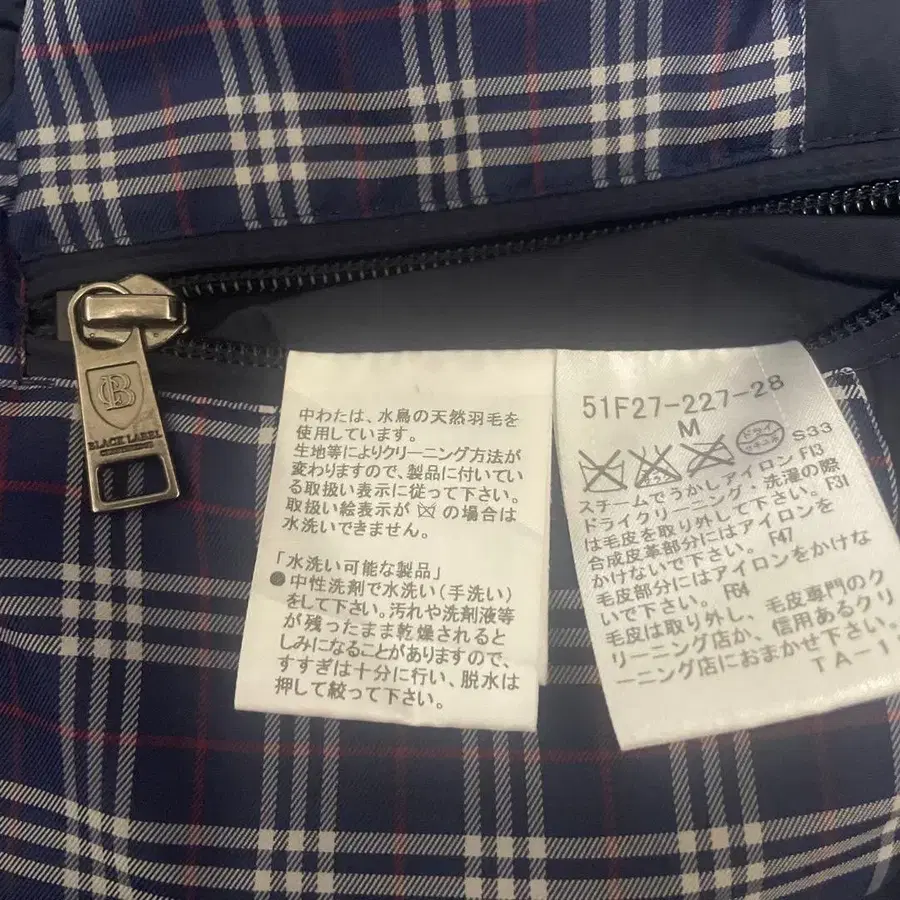 BLACK LABEL
中わたは、水鳥の天然羽毛を
使用しています。
生地等によりクリーニング方法が
変わりますので、製品に付いてい
る取扱い表示に従って下さい。
取扱い絵表示が の場合は
水洗いできません。
「水洗い可能な製品」
●中性洗剤で水洗い(手洗い)
をして下さい。汚れや洗剤液等
が残ったまま乾燥されると
しみになることがありますので、
すすぎは十分に行い、脱水は
押して絞って下さい。
51F27-227-28
M
ドライ
S33
スチームでうかしアイロン F13
ドライクリーニング・洗濯の際
は毛皮を取り外して下さい。F31
合成皮革部分にはアイロンを
かけないで下さい。F47
毛皮部分にはアイロンをかけな
いで下さい。F64
毛皮は取り外し、毛皮専門のク
リーニング店か、信用あるクリ
ーニング店におまかせ下さい。
TA-1